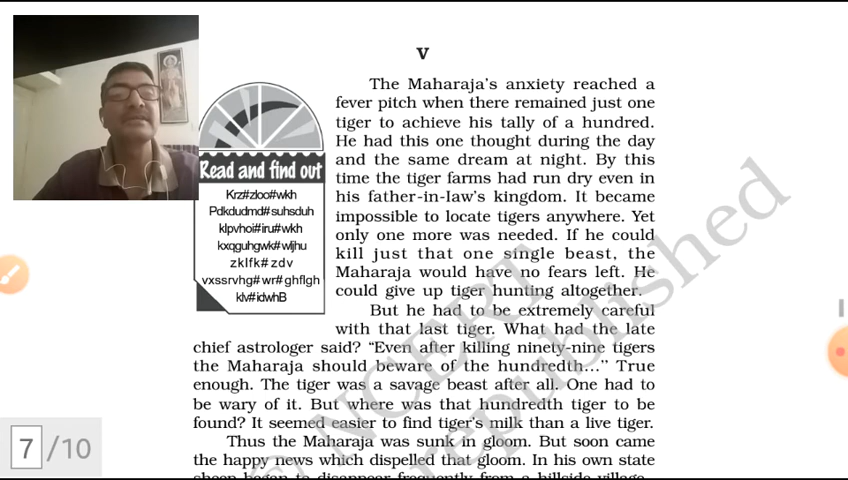 V
The Maharaja's anxiety reached a
fever pitch when there remained just one
tiger to achieve his tally of a hundred.
He had this one thought during the day
and the same dream at night. By this
time the tiger farms had run dry even in
his father-in-law's kingdom. It became
impossible to locate tigers anywhere. Yet
only one more was needed. If he could
kill just that one single beast, the
Maharaja would have no fears left. He
could give up tiger hunting altogether.
Read and find out
Krz#zloo#wkh
Pdkdudmd#suhsduh
klpvhoi#iru#wkh
kxqguhgwk#wljhu
zklfk# zdv
vxssrvhg# wr# ghflgh
klv#idwhB
But he had to be extremely careful
with that last tiger. What had the late
chief astrologer said? “Even after killing ninety-nine tigers
the Maharaja should beware of the hundredth...” True
enough. The tiger was a savage beast after all. One had to
be wary of it. But where was that hundredth tiger to be
found? It seemed easier to find tiger's milk than a live tiger.
Thus the Maharaja was sunk in gloom. But soon came
the happy news which dispelled that gloom. In his own state
sheep began to disappear frequently from a hillside village.
© NCERT
republished
7 /10